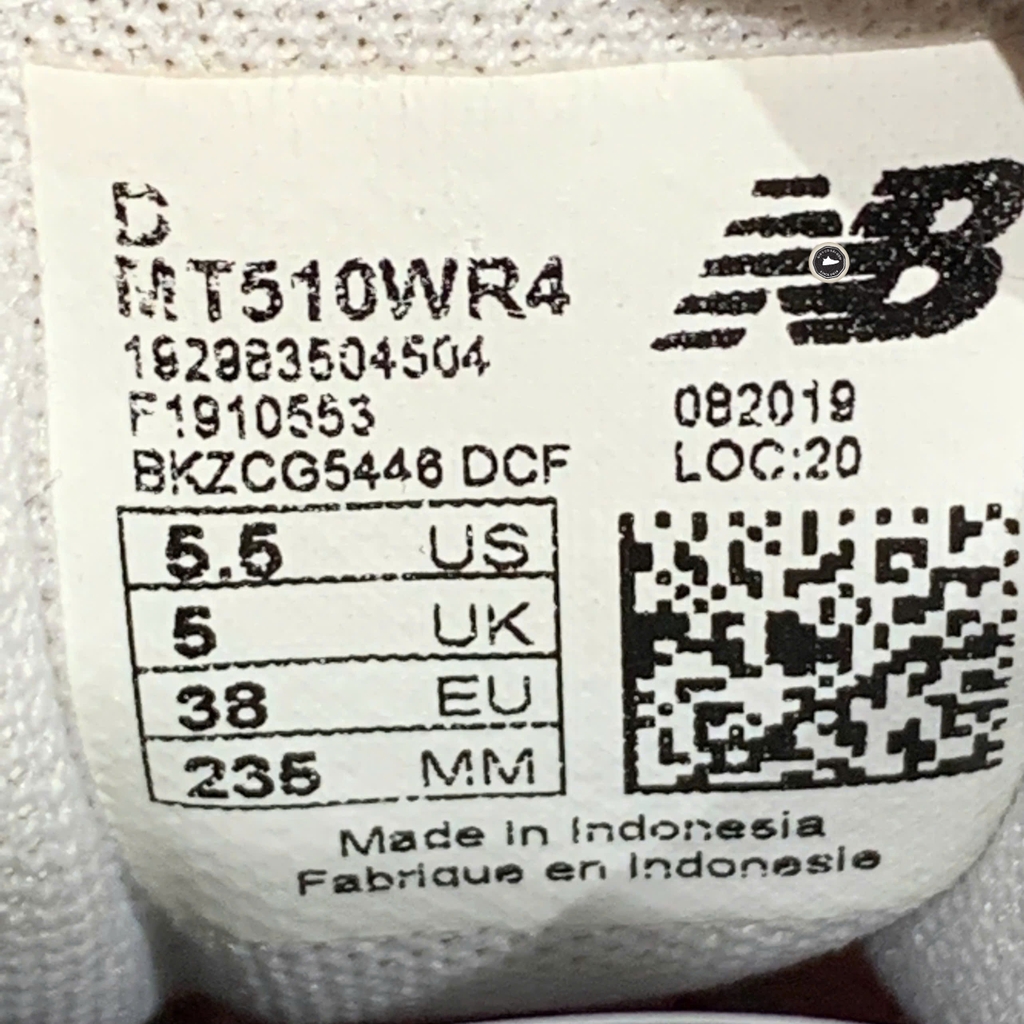 D
MT510WR4
192983504504
F1910553
BKZCG5446 DCF
NB
082019
LOC:20
5.5 US
5 UK
38 EU
235 MM
Made in Indonesia
Fabrique en Indonesie